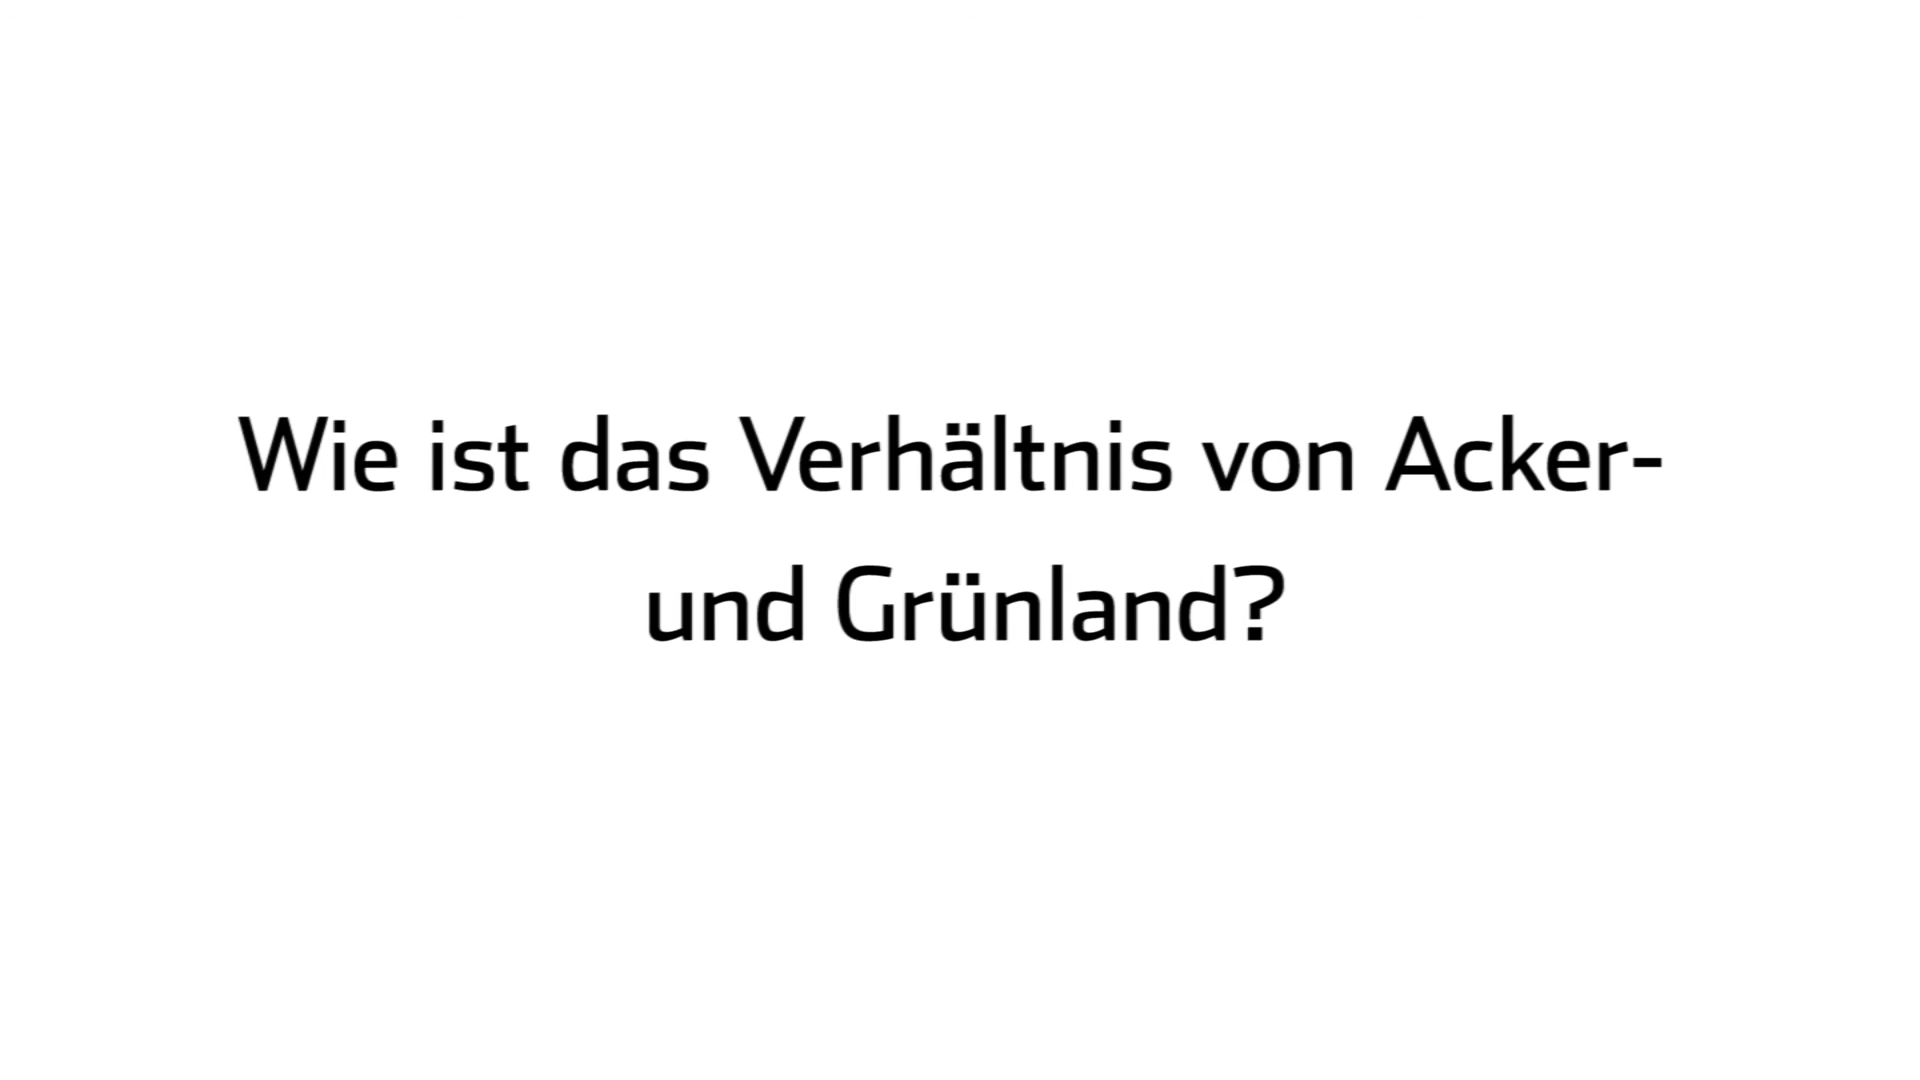 Wie ist das Verhältnis von Acker-
und Grünland?